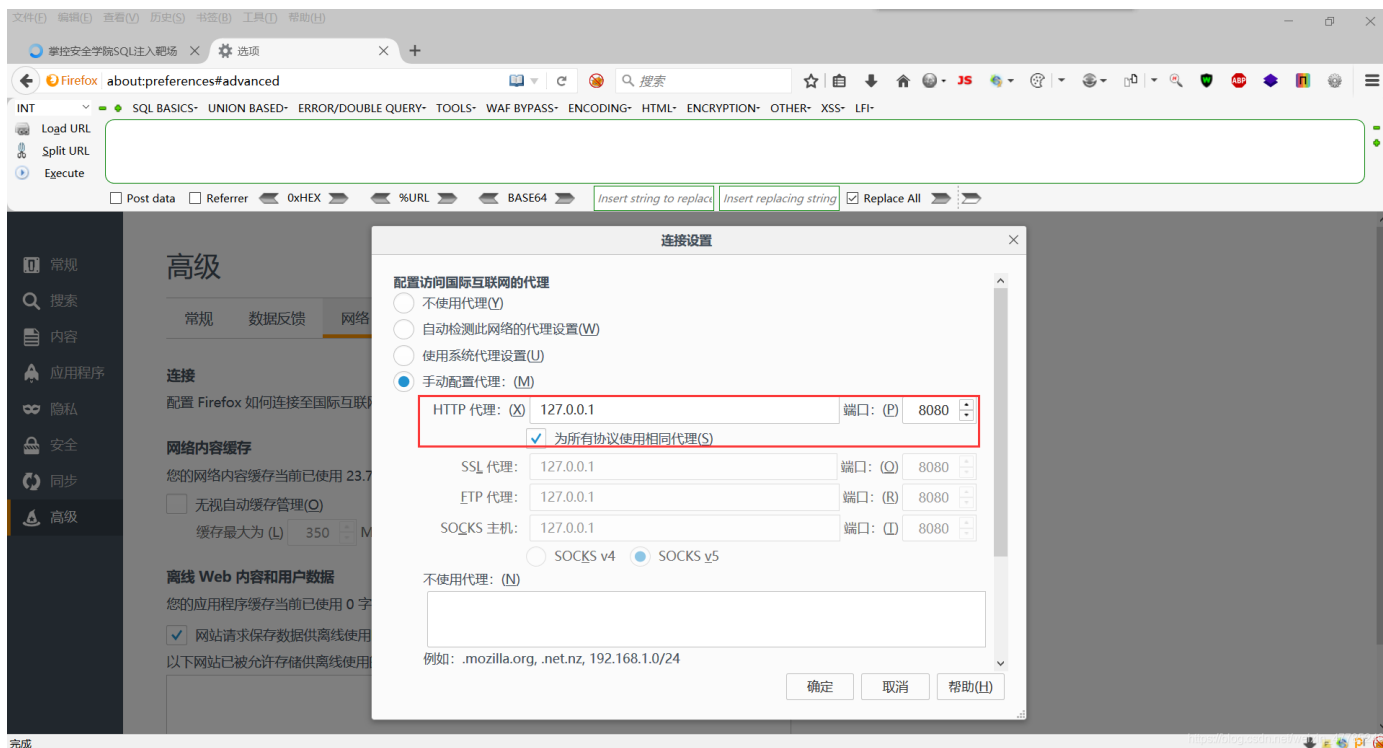 文件(F) 编辑(E) 查看(V) 历史(S) 书签(B) 工具(T) 帮助(H)
掌控安全学院SQL注入靶场 选项
Firefox about:preferences#advanced 搜索 JS ABP
INT SQL BASICS UNION BASED ERROR/DOUBLE QUERY TOOLS WAF BYPASS ENCODING HTML ENCRYPTION OTHER XSS LFI
Load URL
Split URL
Execute
Post data Referrer 0xHEX %URL BASE64 Insert string to replace Insert replacing string Replace All
连接设置
常规
搜索
内容
应用程序
隐私
安全
同步
高级
高级
常规 数据反馈 网络
连接
配置 Firefox 如何连接至国际互联网
网络内容缓存
您的网络内容缓存当前已使用 23.7
无视自动缓存管理(O)
缓存最大为 (L) 350 M
离线 Web 内容和用户数据
您的应用程序缓存当前已使用 0 字
网站请求保存数据供离线使用
以下网站已被允许存储供离线使用
配置访问国际互联网的代理
不使用代理(Y)
自动检测此网络的代理设置(W)
使用系统代理设置(U)
手动配置代理：(M)
HTTP 代理：(X) 127.0.0.1 端口：(P) 8080
为所有协议使用相同代理(S)
SSL 代理： 127.0.0.1 端口：(O) 8080
FTP 代理： 127.0.0.1 端口：(R) 8080
SOCKS 主机： 127.0.0.1 端口：(T) 8080
SOCKS v4 SOCKS v5
不使用代理：(N)
例如：.mozilla.org, .net.nz, 192.168.1.0/24
确定 取消 帮助(H)
完成